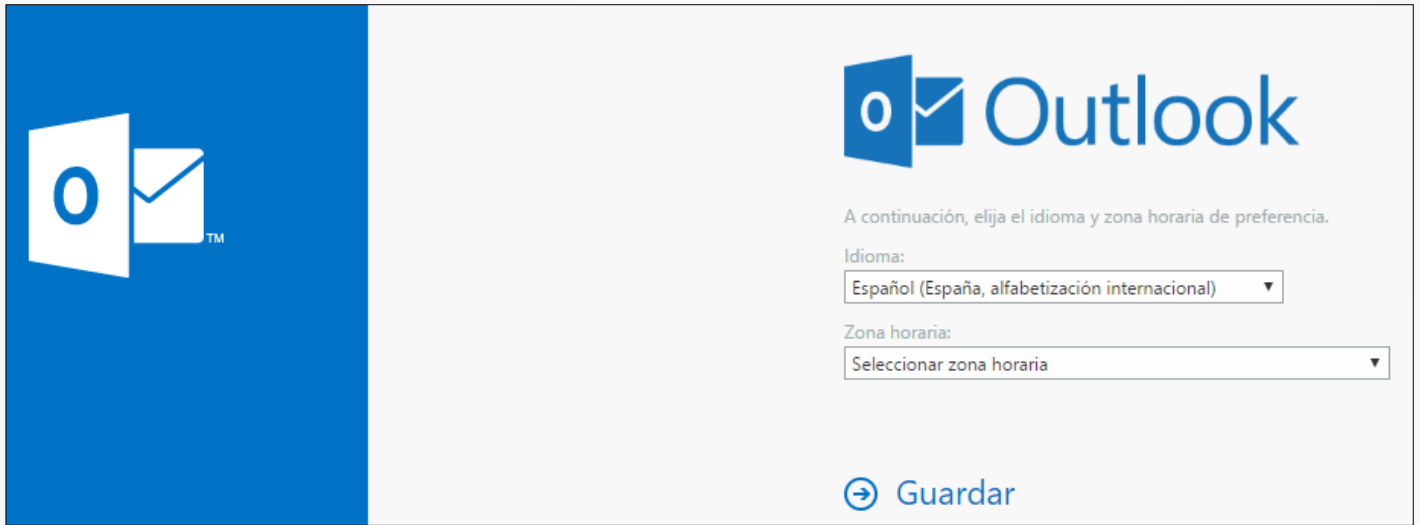 O
TM
O Outlook
A continuación, elija el idioma y zona horaria de preferencia.
Idioma:
Español (España, alfabetización internacional)
Zona horaria:
Seleccionar zona horaria
Guardar